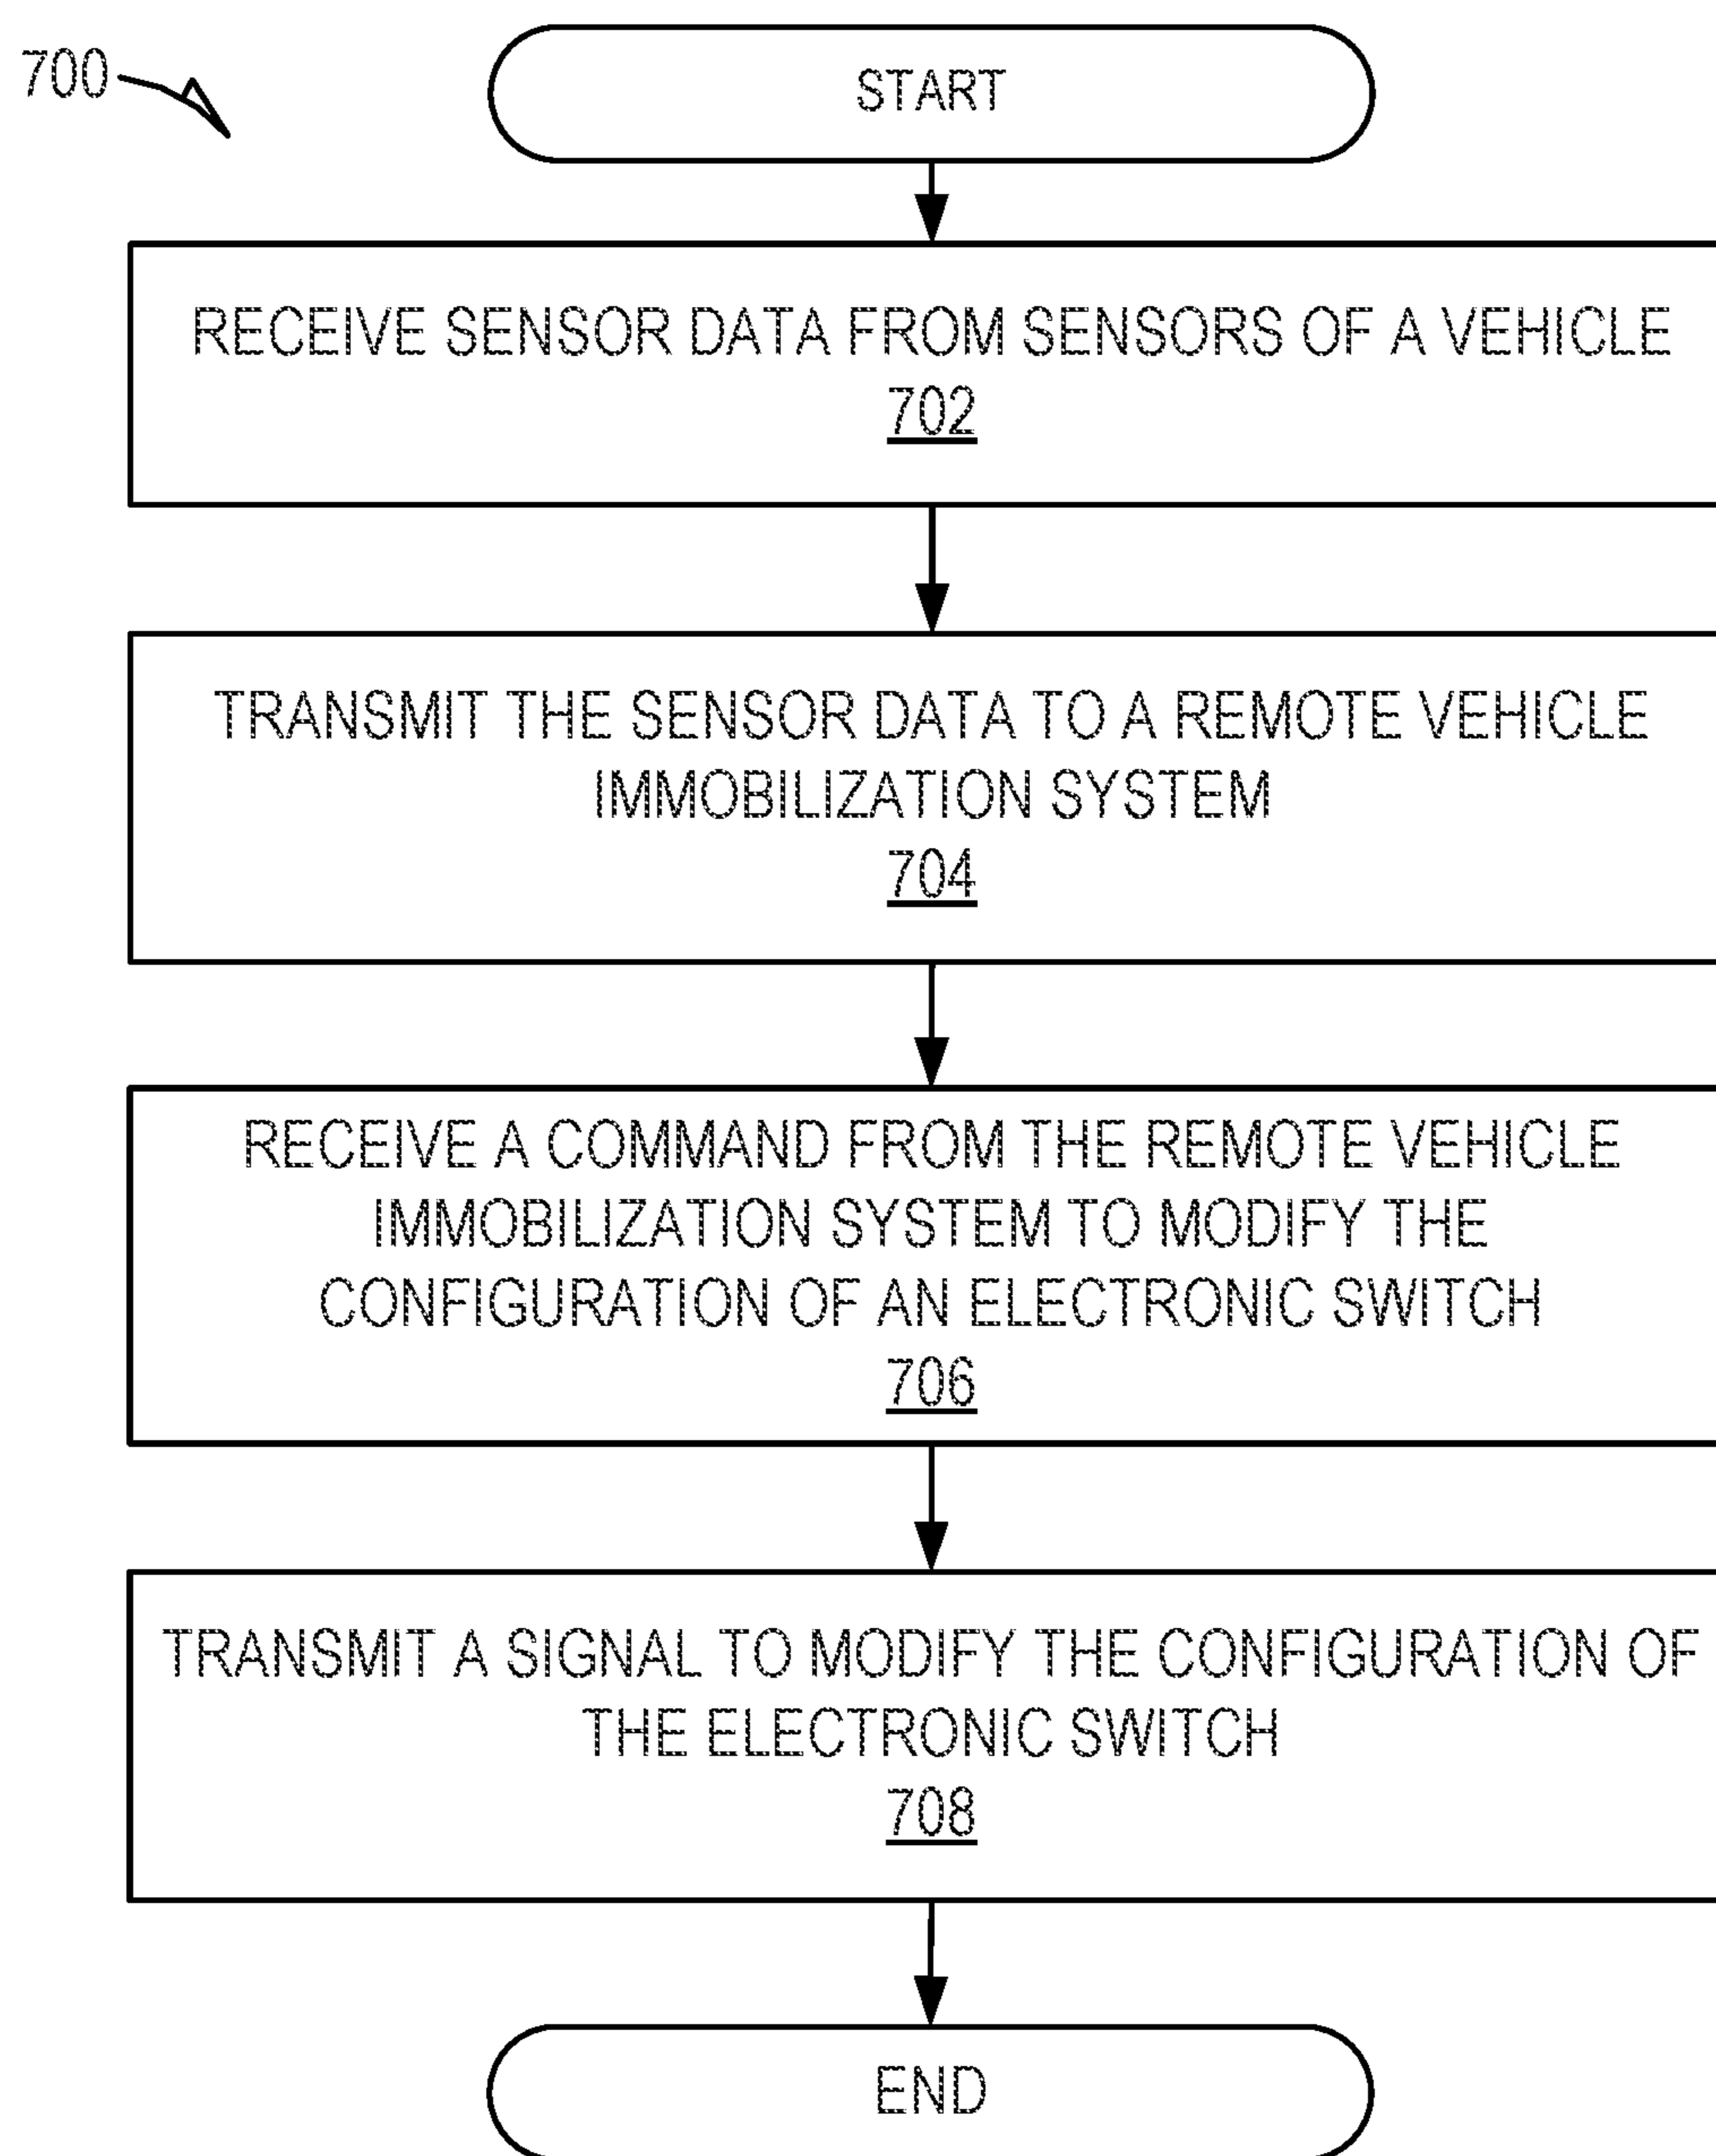 700
START
RECEIVE SENSOR DATA FROM SENSORS OF A VEHICLE
702
TRANSMIT THE SENSOR DATA TO A REMOTE VEHICLE
IMMOBILIZATION SYSTEM
704
RECEIVE A COMMAND FROM THE REMOTE VEHICLE
IMMOBILIZATION SYSTEM TO MODIFY THE
CONFIGURATION OF AN ELECTRONIC SWITCH
706
TRANSMIT A SIGNAL TO MODIFY THE CONFIGURATION OF
THE ELECTRONIC SWITCH
708
END